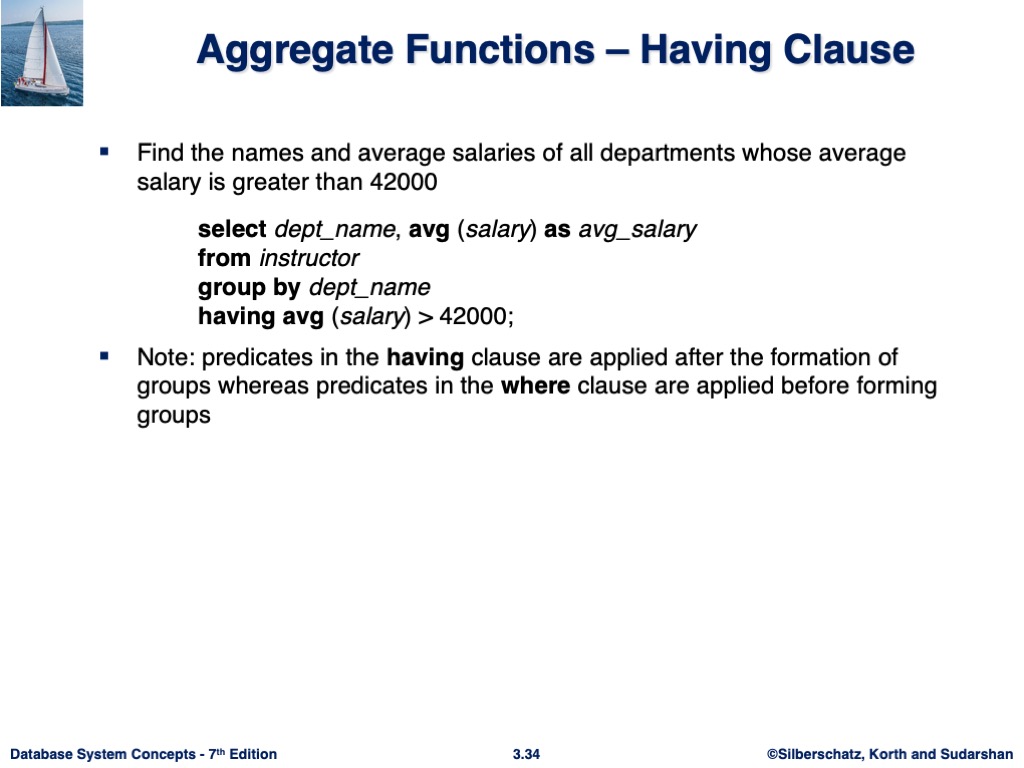 Aggregate Functions – Having Clause
▪ Find the names and average salaries of all departments whose average
salary is greater than 42000
select dept_name, avg (salary) as avg_salary
from instructor
group by dept_name
having avg (salary) > 42000;
▪ Note: predicates in the having clause are applied after the formation of
groups whereas predicates in the where clause are applied before forming
groups
Database System Concepts - 7th Edition
3.34
©Silberschatz, Korth and Sudarshan